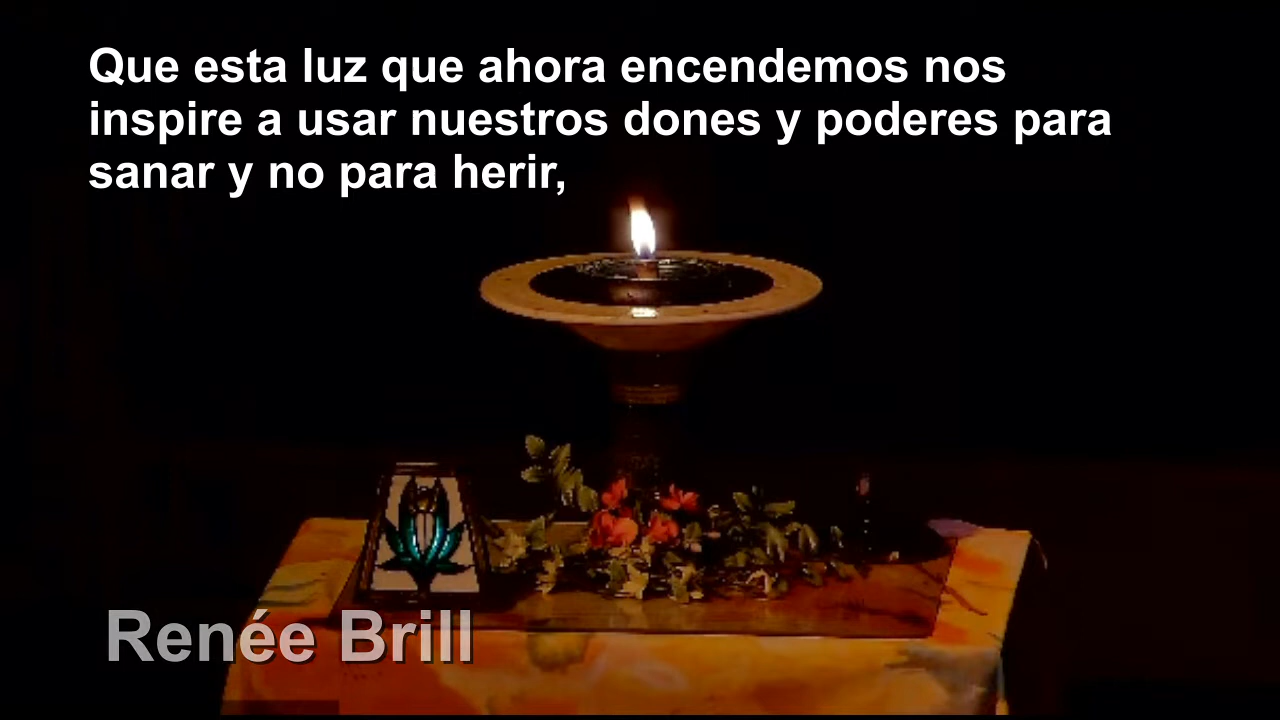 Que esta luz que ahora encendemos nos
inspire a usar nuestros dones y poderes para
sanar y no para herir,
Renée Brill